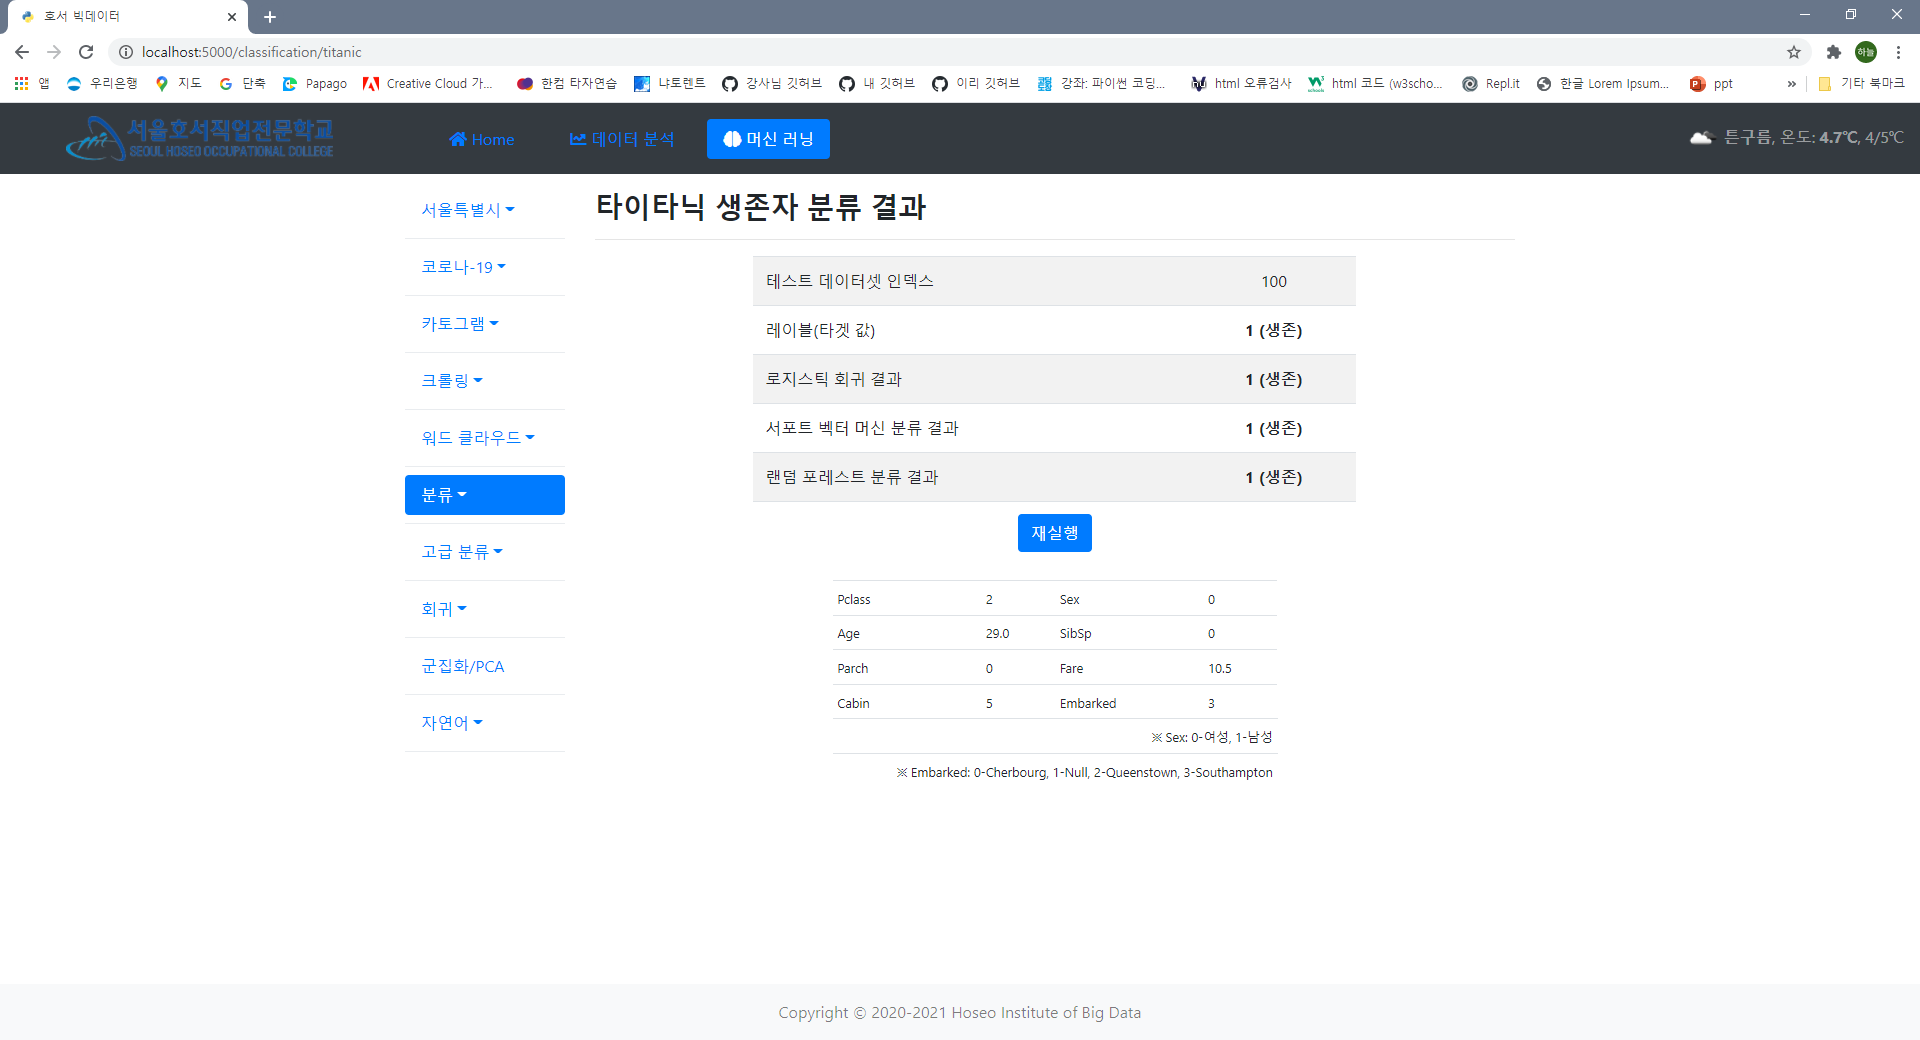 호서 빅데이터
localhost:5000/classification/titanic
하늘
앱 우리은행 지도 단축 Papago Creative Cloud 가... 한컴 타자연습 냐토렌트 강사님 깃허브 내 깃허브 이리 깃허브 강좌: 파이썬 코딩... html 오류검사 html 코드 (w3scho... Repl.it 한글 Lorem Ipsum... ppt » 기타 북마크
서울호서직업전문학교
SEOUL HOSEO OCCUPATIONAL COLLEGE
Home 데이터 분석 머신 러닝 튼구름, 온도: 4.7℃, 4/5℃
서울특별시
코로나-19
카토그램
크롤링
워드 클라우드
분류
고급 분류
회귀
군집화/PCA
자연어
타이타닉 생존자 분류 결과
테스트 데이터셋 인덱스 100
레이블(타겟 값) 1 (생존)
로지스틱 회귀 결과 1 (생존)
서포트 벡터 머신 분류 결과 1 (생존)
랜덤 포레스트 분류 결과 1 (생존)
재실행
Pclass 2 Sex 0
Age 29.0 SibSp 0
Parch 0 Fare 10.5
Cabin 5 Embarked 3
※ Sex: 0-여성, 1-남성
※ Embarked: 0-Cherbourg, 1-Null, 2-Queenstown, 3-Southampton
Copyright © 2020-2021 Hoseo Institute of Big Data